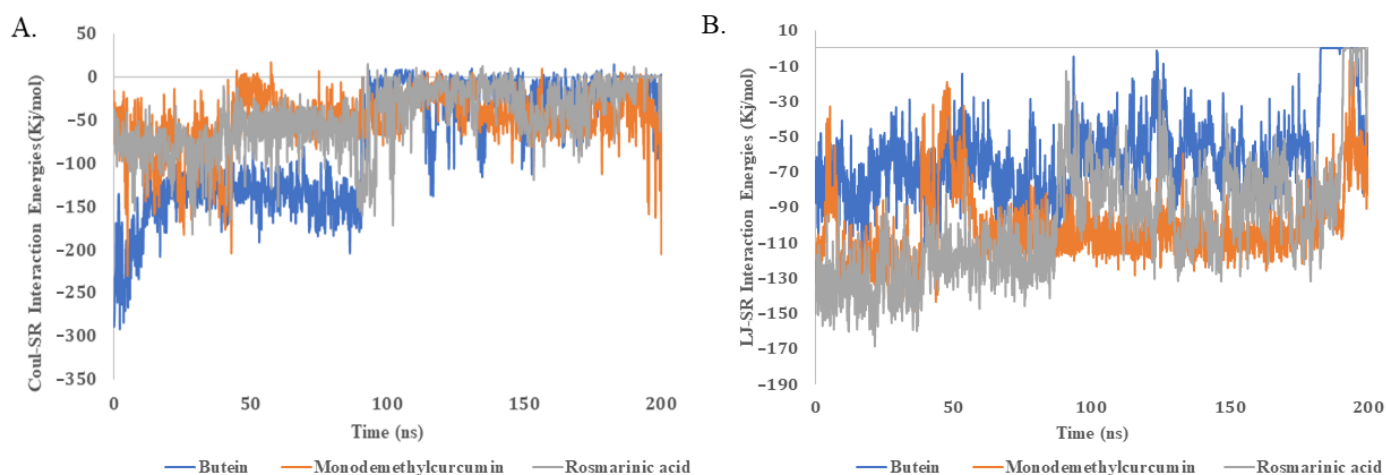 A.
Coul-SR Interaction Energies (Kj/mol)
50
0
−50
−100
−150
−200
−250
−300
−350
0 50 100 150 200
Time (ns)
Butein Monodemethylcurcumin Rosmarinic acid
B.
LJ-SR Interaction Energies (Kj/mol)
10
−10
−30
−50
−70
−90
−110
−130
−150
−170
−190
0 50 100 150 200
Time (ns)
Butein Monodemethylcurcumin Rosmarinic acid